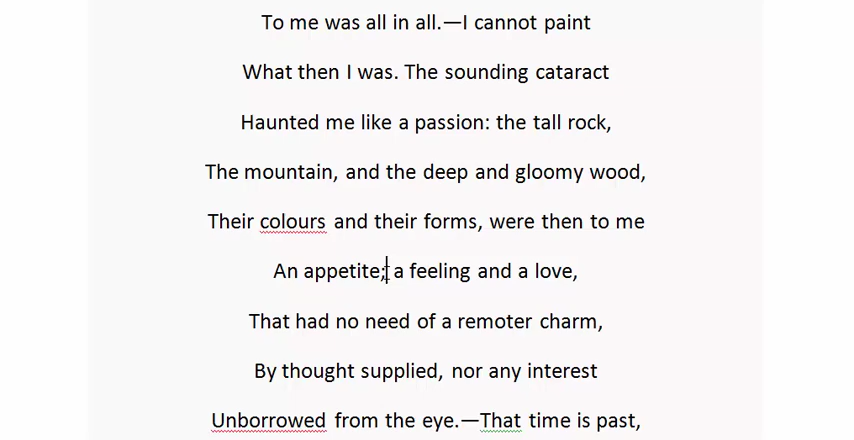 To me was all in all.—I cannot paint
What then I was. The sounding cataract
Haunted me like a passion: the tall rock,
The mountain, and the deep and gloomy wood,
Their colours and their forms, were then to me
An appetite; a feeling and a love,
That had no need of a remoter charm,
By thought supplied, nor any interest
Unborrowed from the eye.—That time is past,